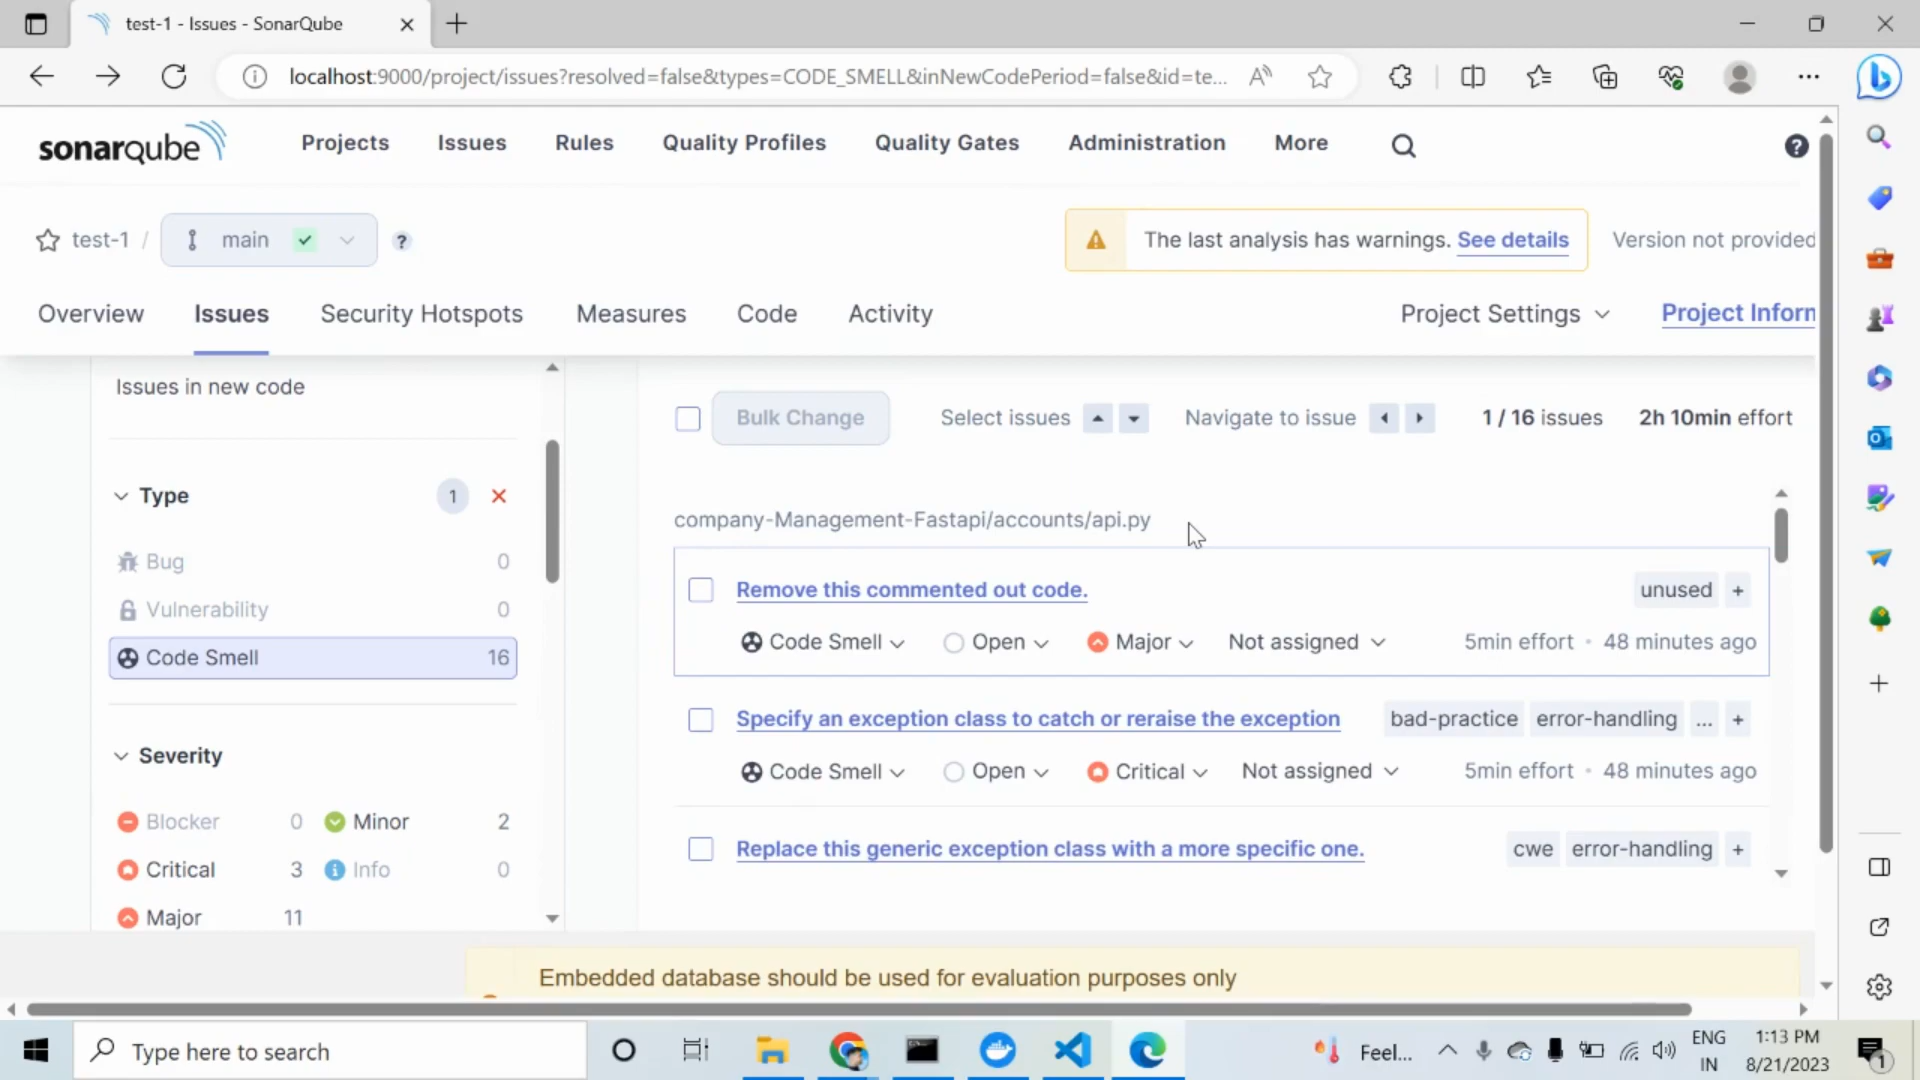 test-1 - Issues - SonarQube
localhost:9000/project/issues?resolved=false&types=CODE_SMELL&inNewCodePeriod=false&id=te...
sonarqube Projects Issues Rules Quality Profiles Quality Gates Administration More
test-1 / main ? The last analysis has warnings. See details Version not provided
Overview Issues Security Hotspots Measures Code Activity Project Settings Project Inform
Issues in new code
Bulk Change Select issues Navigate to issue 1 / 16 issues 2h 10min effort
Type 1
company-Management-Fastapi/accounts/api.py
Bug 0
Vulnerability 0
Code Smell 16
Remove this commented out code. unused +
Code Smell Open Major Not assigned 5min effort • 48 minutes ago
Specify an exception class to catch or reraise the exception bad-practice error-handling ... +
Code Smell Open Critical Not assigned 5min effort • 48 minutes ago
Severity
Blocker 0 Minor 2
Critical 3 Info 0
Major 11
Replace this generic exception class with a more specific one. cwe error-handling +
Embedded database should be used for evaluation purposes only
Type here to search
Feel...
ENG
IN
1:13 PM
8/21/2023
1